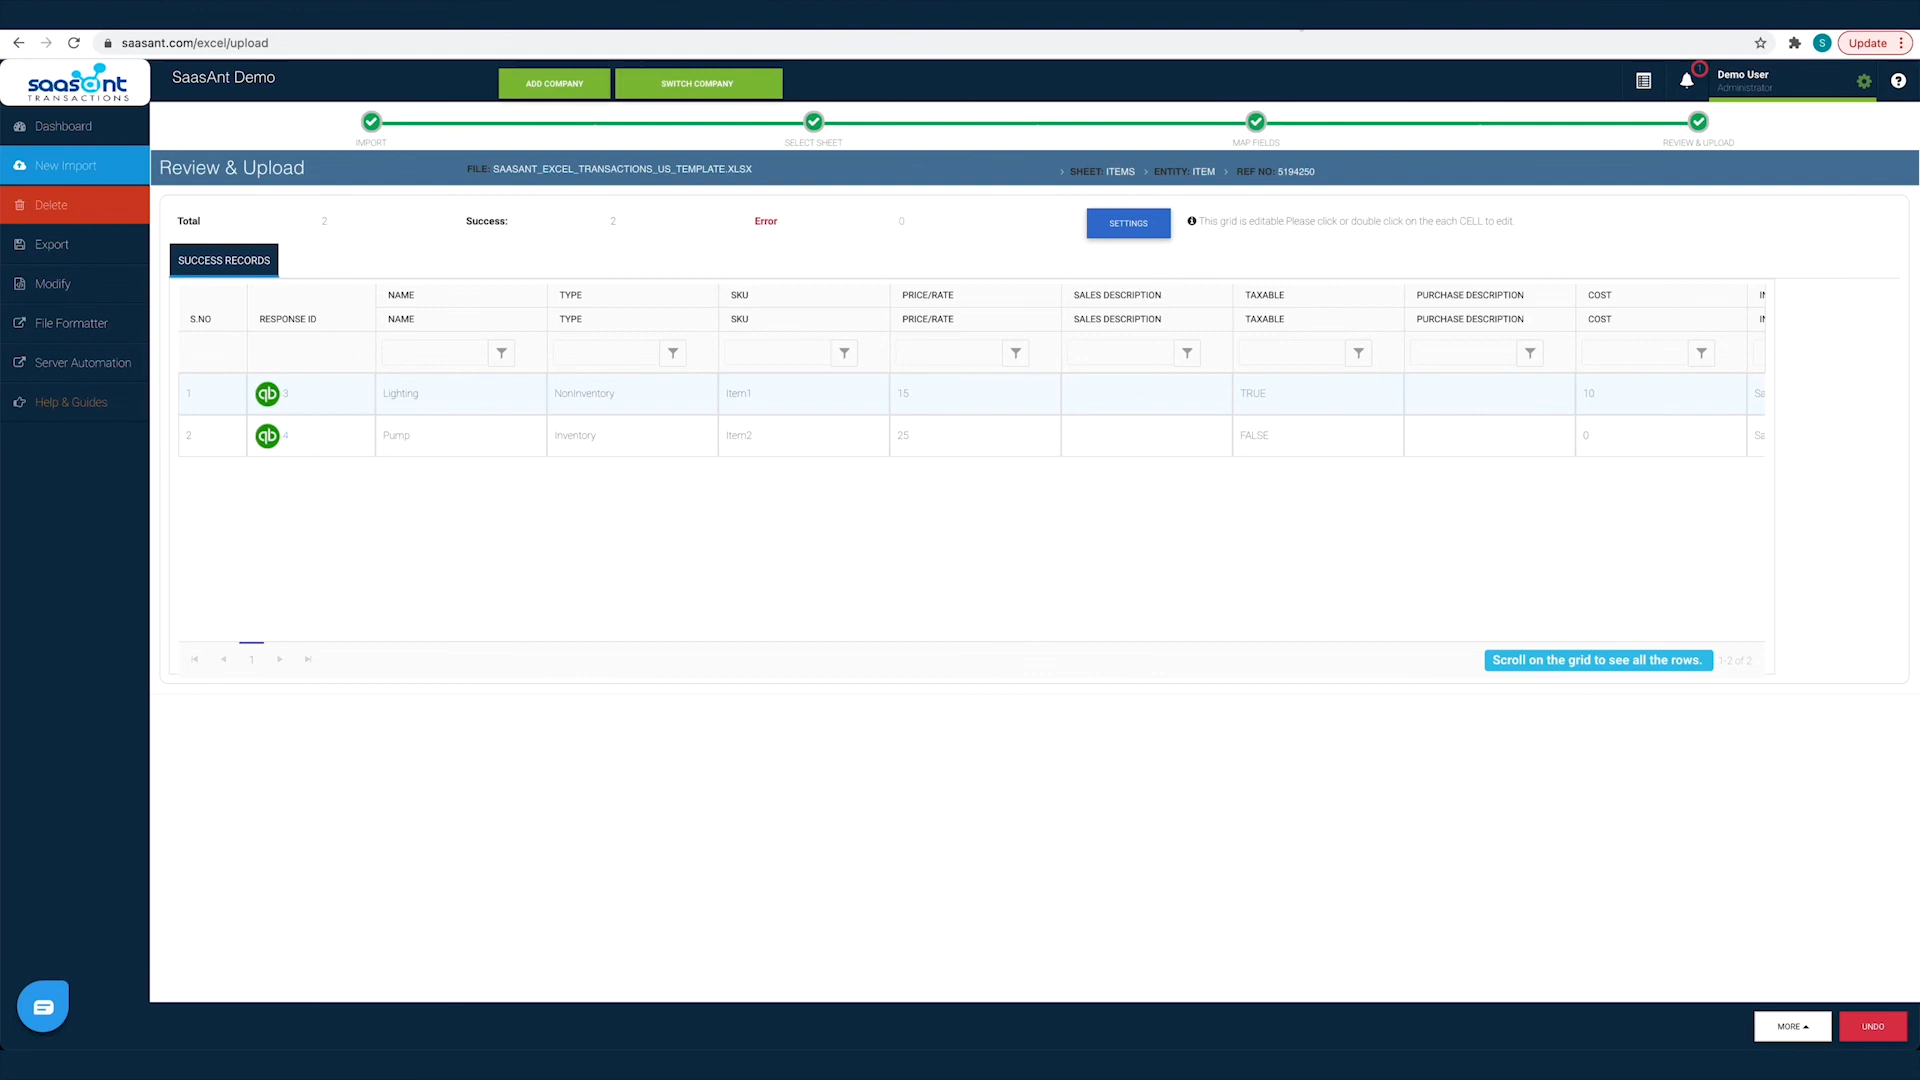 saasant.com/excel/upload
S
Update
saasant
TRANSACTIONS
SaasAnt Demo
ADD COMPANY
SWITCH COMPANY
1
Demo User
Administrator
Dashboard
New Import
Delete
Export
Modify
File Formatter
Server Automation
Help & Guides
IMPORT
SELECT SHEET
MAP FIELDS
REVIEW & UPLOAD
Review & Upload
FILE: SAASANT_EXCEL_TRANSACTIONS_US_TEMPLATE.XLSX
SHEET: ITEMS
ENTITY: ITEM
REF NO: 5194250
Total 2
Success: 2
Error 0
SETTINGS
This grid is editable.Please click or double click on the each CELL to edit.
SUCCESS RECORDS
NAME TYPE SKU PRICE/RATE SALES DESCRIPTION TAXABLE PURCHASE DESCRIPTION COST
S.NO RESPONSE ID NAME TYPE SKU PRICE/RATE SALES DESCRIPTION TAXABLE PURCHASE DESCRIPTION COST
1 qb 3 Lighting NonInventory Item1 15 TRUE 10 Sa
2 qb 4 Pump Inventory Item2 25 FALSE 0 Sa
1
Scroll on the grid to see all the rows.
1-2 of 2
MORE
UNDO